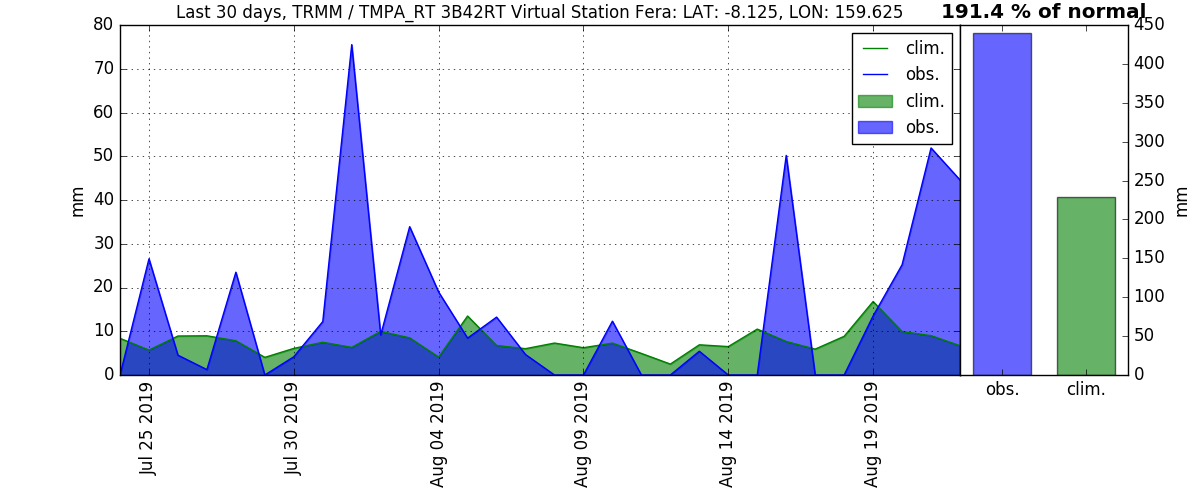 Last 30 days, TRMM / TMPA_RT 3B42RT Virtual Station Fera: LAT: -8.125, LON: 159.625
191.4 % of normal
80
70
60
50
40
30
20
10
0
mm
clim.
obs.
clim.
obs.
Jul 25 2019
Jul 30 2019
Aug 04 2019
Aug 09 2019
Aug 14 2019
Aug 19 2019
450
400
350
300
250
200
150
100
50
0
mm
obs.
clim.